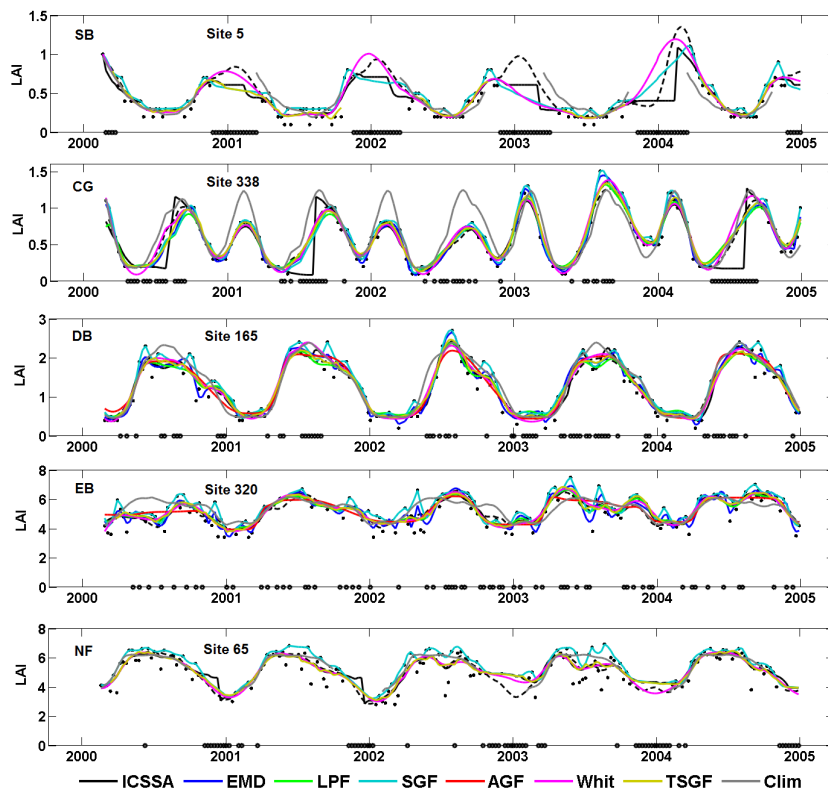 1.5
SB
Site 5
1
LAI
0.5
0
2000 2001 2002 2003 2004 2005
CG
1.5
Site 338
1
LAI
0.5
0
2000 2001 2002 2003 2004 2005
3
DB
Site 165
2
LAI
1
0
2000 2001 2002 2003 2004 2005
8
EB
Site 320
6
LAI
4
2
0
2000 2001 2002 2003 2004 2005
8
NF
Site 65
6
LAI
4
2
0
2000 2001 2002 2003 2004 2005
ICSSA EMD LPF SGF AGF Whit TSGF Clim